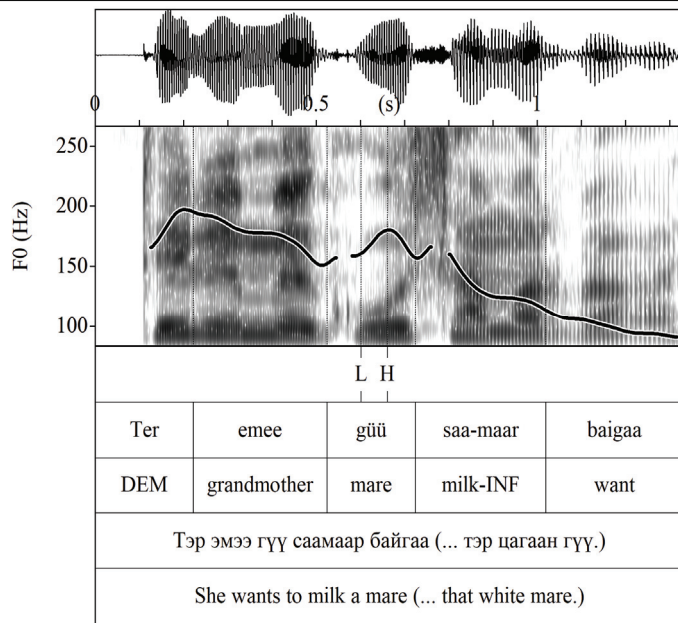 0 0.5 (s) 1
250
200
150
100
F0 (Hz)
L H
Ter emee güü saa-maar baigaa
DEM grandmother mare milk-INF want
Тэр эмээ гүү саамаар байгаа (... тэр цагаан гүү.)
She wants to milk a mare (... that white mare.)